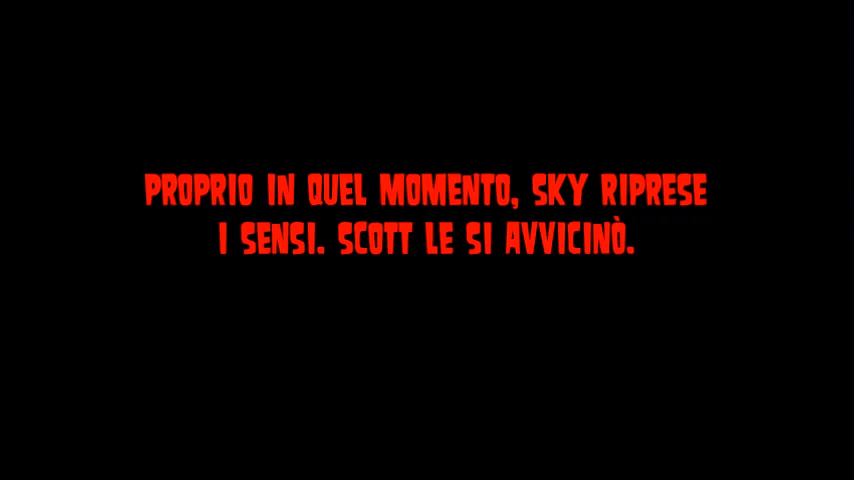 PROPRIO IN QUEL MOMENTO, SKY RIPRESE
I SENSI. SCOTT LE SI AVVICINÒ.